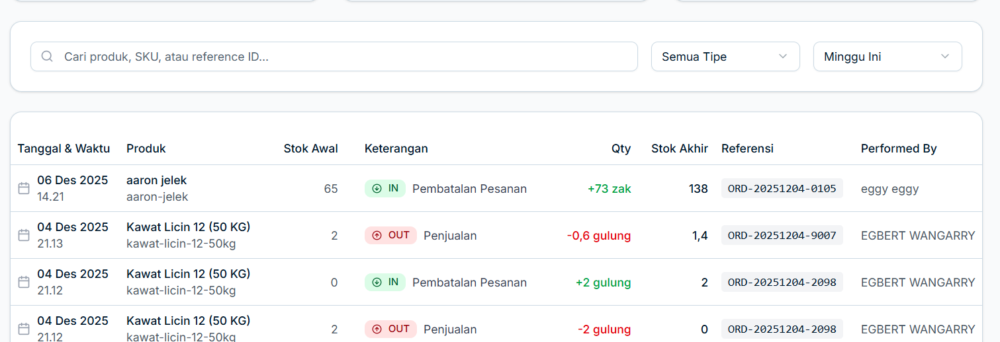 Cari produk, SKU, atau reference ID...
Semua Tipe
Minggu Ini
Tanggal & Waktu Produk Stok Awal Keterangan Qty Stok Akhir Referensi Performed By
06 Des 2025 aaron jelek
65 IN Pembatalan Pesanan +73 zak 138 ORD-20251204-0105 eggy eggy
14.21 aaron-jelek
04 Des 2025 Kawat Licin 12 (50 KG)
2 OUT Penjualan -0,6 gulung 1,4 ORD-20251204-9007 EGBERT WANGARRY
21.13 kawat-licin-12-50kg
04 Des 2025 Kawat Licin 12 (50 KG)
0 IN Pembatalan Pesanan +2 gulung 2 ORD-20251204-2098 EGBERT WANGARRY
21.12 kawat-licin-12-50kg
04 Des 2025 Kawat Licin 12 (50 KG)
2 OUT Penjualan -2 gulung 0 ORD-20251204-2098 EGBERT WANGARRY
21.12 kawat-licin-12-50kg